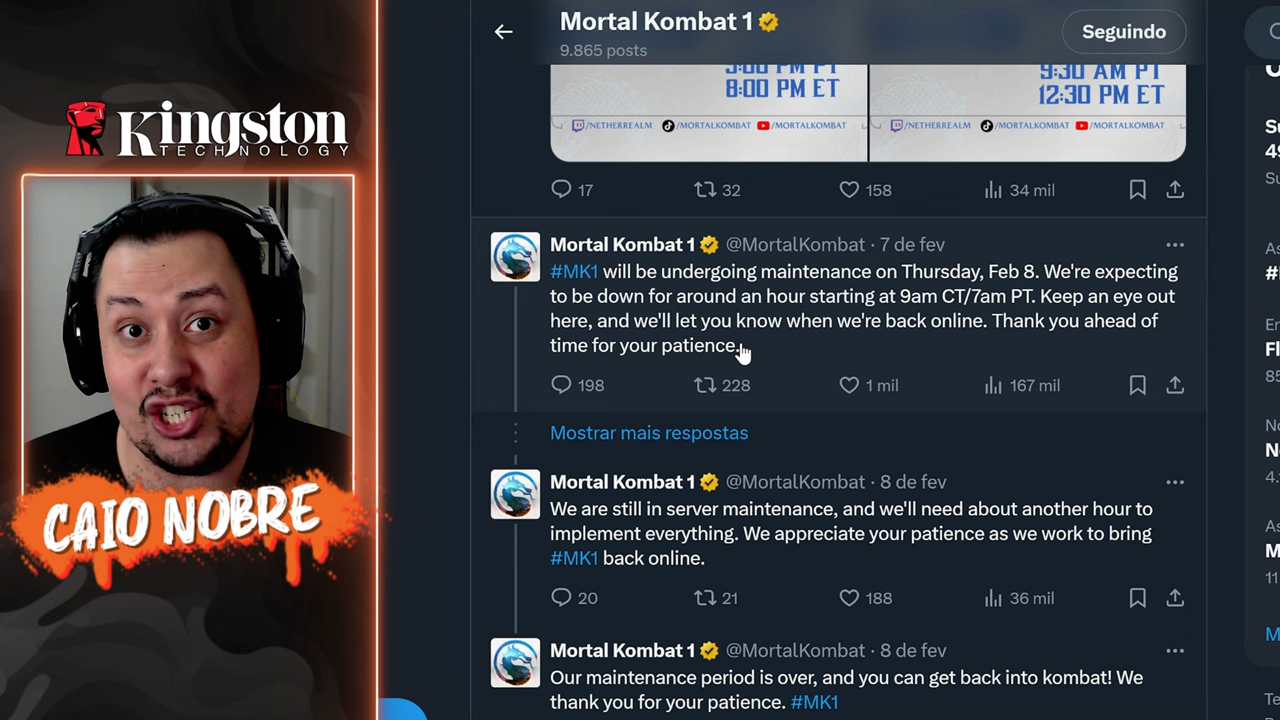 Kingston
TECHNOLOGY
CAIO NOBRE
Mortal Kombat 1
9.865 posts
Seguindo
8:00 PM ET
9:30 AM PT
12:30 PM ET
/NETHERREALM /MORTALKOMBAT /MORTALKOMBAT
/NETHERREALM /MORTALKOMBAT /MORTALKOMBAT
17 32 158 34 mil
Mortal Kombat 1 @MortalKombat · 7 de fev
#MK1 will be undergoing maintenance on Thursday, Feb 8. We're expecting
to be down for around an hour starting at 9am CT/7am PT. Keep an eye out
here, and we'll let you know when we're back online. Thank you ahead of
time for your patience.
198 228 1 mil 167 mil
Mostrar mais respostas
Mortal Kombat 1 @MortalKombat · 8 de fev
We are still in server maintenance, and we'll need about another hour to
implement everything. We appreciate your patience as we work to bring
#MK1 back online.
20 21 188 36 mil
Mortal Kombat 1 @MortalKombat · 8 de fev
Our maintenance period is over, and you can get back into kombat! We
thank you for your patience. #MK1